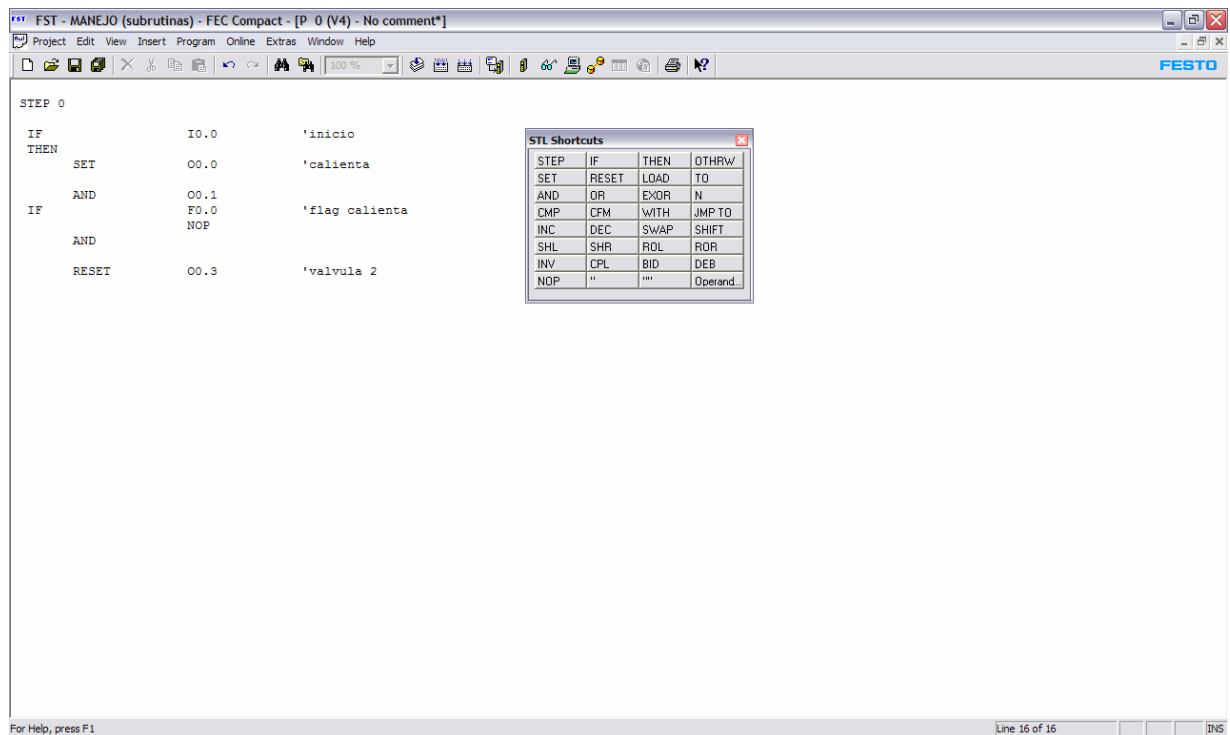 FST FST - MANEJO (subrutinas) - FEC Compact - [P 0 (V4) - No comment*]
Project Edit View Insert Program Online Extras Window Help
100 %
FESTO
STEP 0
IF I0.0 'inicio
THEN
SET O0.0 'calienta
AND O0.1
IF F0.0 'flag calienta
NOP
AND
RESET O0.3 'valvula 2
STL Shortcuts
STEP IF THEN OTHRW
SET RESET LOAD TO
AND OR EXOR N
CMP CFM WITH JMP TO
INC DEC SWAP SHIFT
SHL SHR ROL ROR
INV CPL BID DEB
NOP '' "" Operand..
For Help, press F1
Line 16 of 16
INS